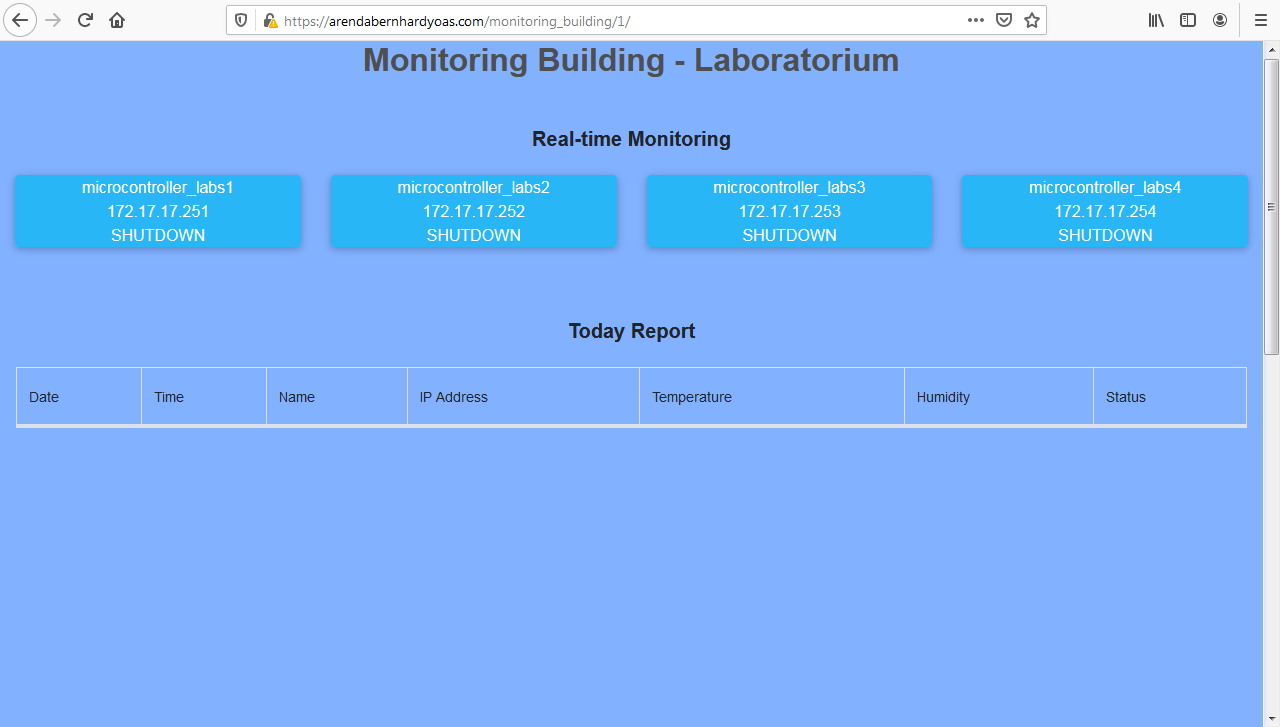 https://arendabernhardyoas.com/monitoring_building/1/
Monitoring Building - Laboratorium
Real-time Monitoring
microcontroller_labs1
172.17.17.251
SHUTDOWN
microcontroller_labs2
172.17.17.252
SHUTDOWN
microcontroller_labs3
172.17.17.253
SHUTDOWN
microcontroller_labs4
172.17.17.254
SHUTDOWN
Today Report
Date Time Name IP Address Temperature Humidity Status